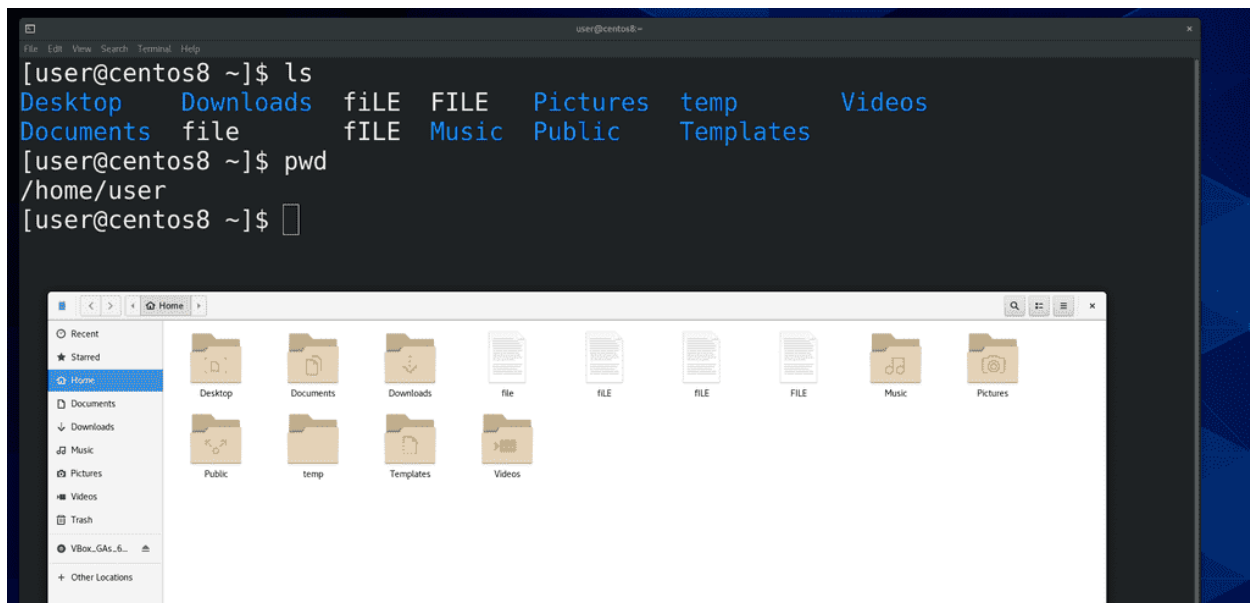 user@centos8:~
File Edit View Search Terminal Help
[user@centos8 ~]$ ls
Desktop Downloads fiLE FILE Pictures temp Videos
Documents file fILE Music Public Templates
[user@centos8 ~]$ pwd
/home/user
[user@centos8 ~]$
Home
Recent
Starred
Home
Documents
Downloads
Music
Pictures
Videos
Trash
VBox_GAs_6...
Other Locations
Desktop Documents Downloads file fiLE fILE FILE Music Pictures
Public temp Templates Videos